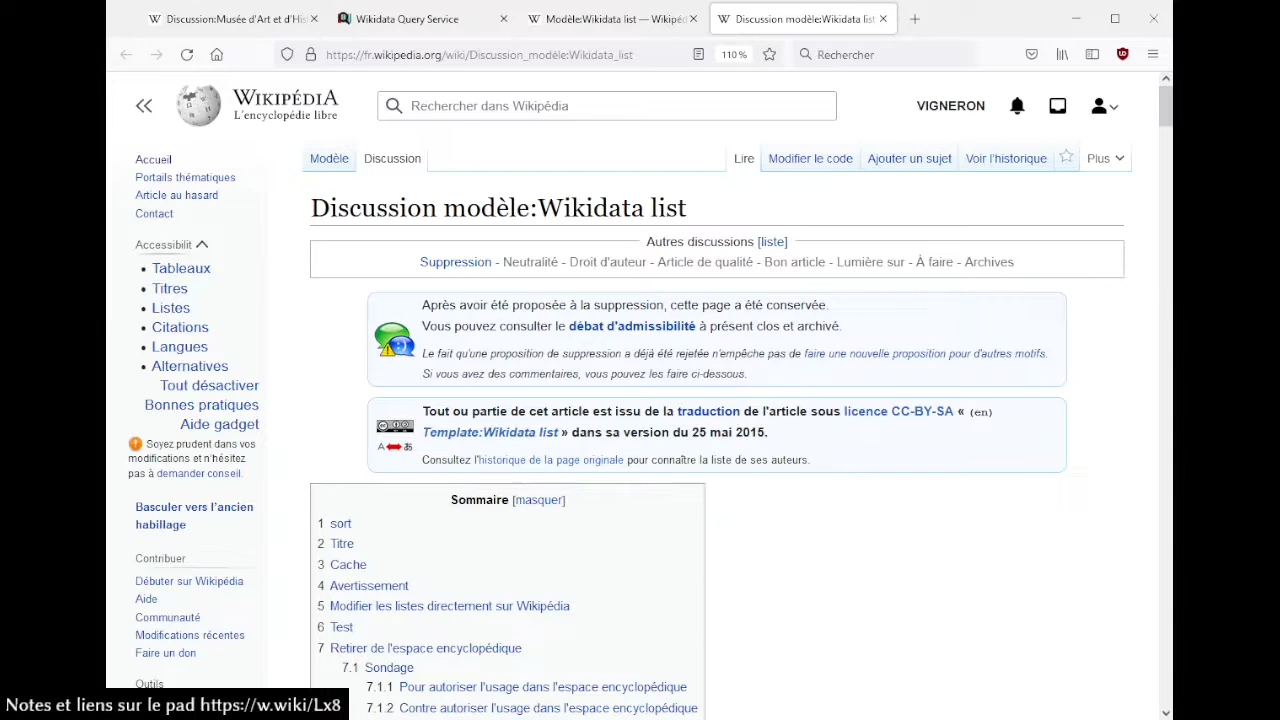 Discussion:Musée d'Art et d'His
Wikidata Query Service
Modèle:Wikidata list — Wikipéd
Discussion modèle:Wikidata list
https://fr.wikipedia.org/wiki/Discussion_modèle:Wikidata_list
110 %
Rechercher
WIKIPÉDIA
L'encyclopédie libre
Rechercher dans Wikipédia
VIGNERON
Modèle
Discussion
Lire
Modifier le code
Ajouter un sujet
Voir l'historique
Plus
Accueil
Portails thématiques
Article au hasard
Contact
Accessibilit
Tableaux
Titres
Listes
Citations
Langues
Alternatives
Tout désactiver
Bonnes pratiques
Aide gadget
Soyez prudent dans vos
modifications et n'hésitez
pas à demander conseil.
Basculer vers l'ancien
habillage
Contribuer
Débuter sur Wikipédia
Aide
Communauté
Modifications récentes
Faire un don
Outils
Discussion modèle:Wikidata list
Autres discussions [liste]
Suppression - Neutralité - Droit d'auteur - Article de qualité - Bon article - Lumière sur - À faire - Archives
Après avoir été proposée à la suppression, cette page a été conservée.
Vous pouvez consulter le débat d'admissibilité à présent clos et archivé.
Le fait qu'une proposition de suppression a déjà été rejetée n'empêche pas de faire une nouvelle proposition pour d'autres motifs.
Si vous avez des commentaires, vous pouvez les faire ci-dessous.
Tout ou partie de cet article est issu de la traduction de l'article sous licence CC-BY-SA « (en)
Template:Wikidata list » dans sa version du 25 mai 2015.
Consultez l'historique de la page originale pour connaître la liste de ses auteurs.
Sommaire [masquer]
1 sort
2 Titre
3 Cache
4 Avertissement
5 Modifier les listes directement sur Wikipédia
6 Test
7 Retirer de l'espace encyclopédique
7.1 Sondage
7.1.1 Pour autoriser l'usage dans l'espace encyclopédique
7.1.2 Contre autoriser l'usage dans l'espace encyclopédique
Notes et liens sur le pad https://w.wiki/Lx8